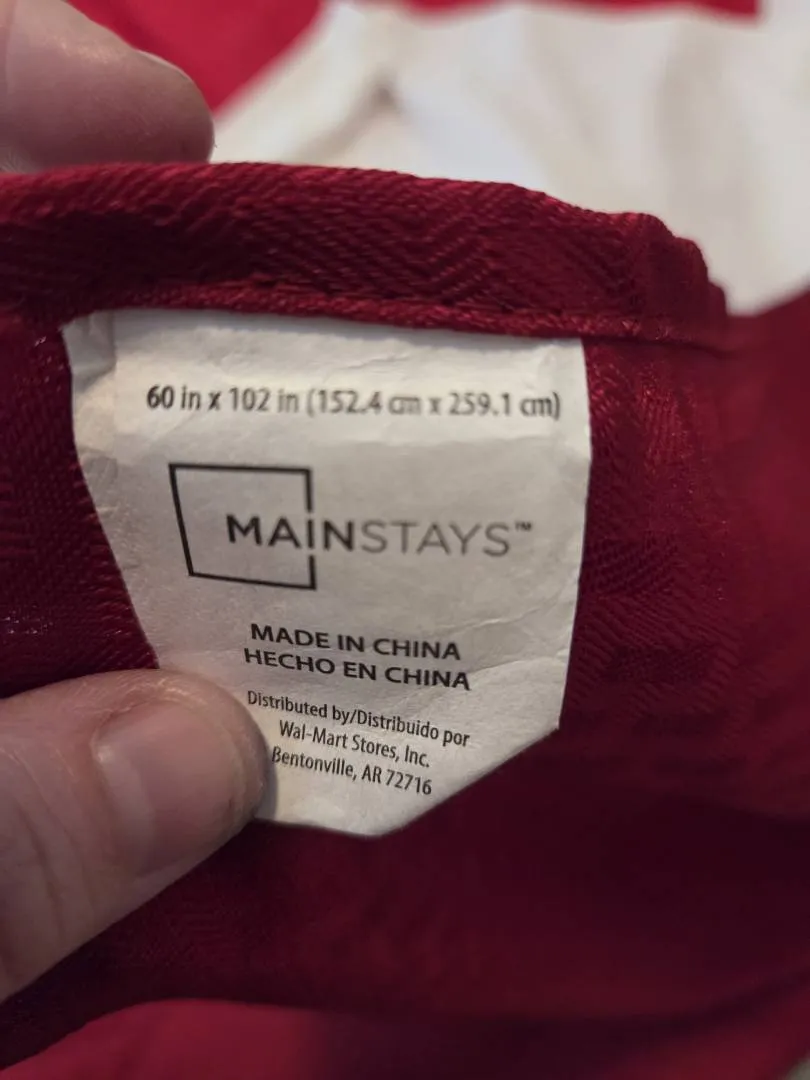 60 in x 102 in (152.4 cm x 259.1 cm)
MAINSTAYS™
MADE IN CHINA
HECHO EN CHINA
Distributed by/Distribuido por
Wal-Mart Stores, Inc.
Bentonville, AR 72716